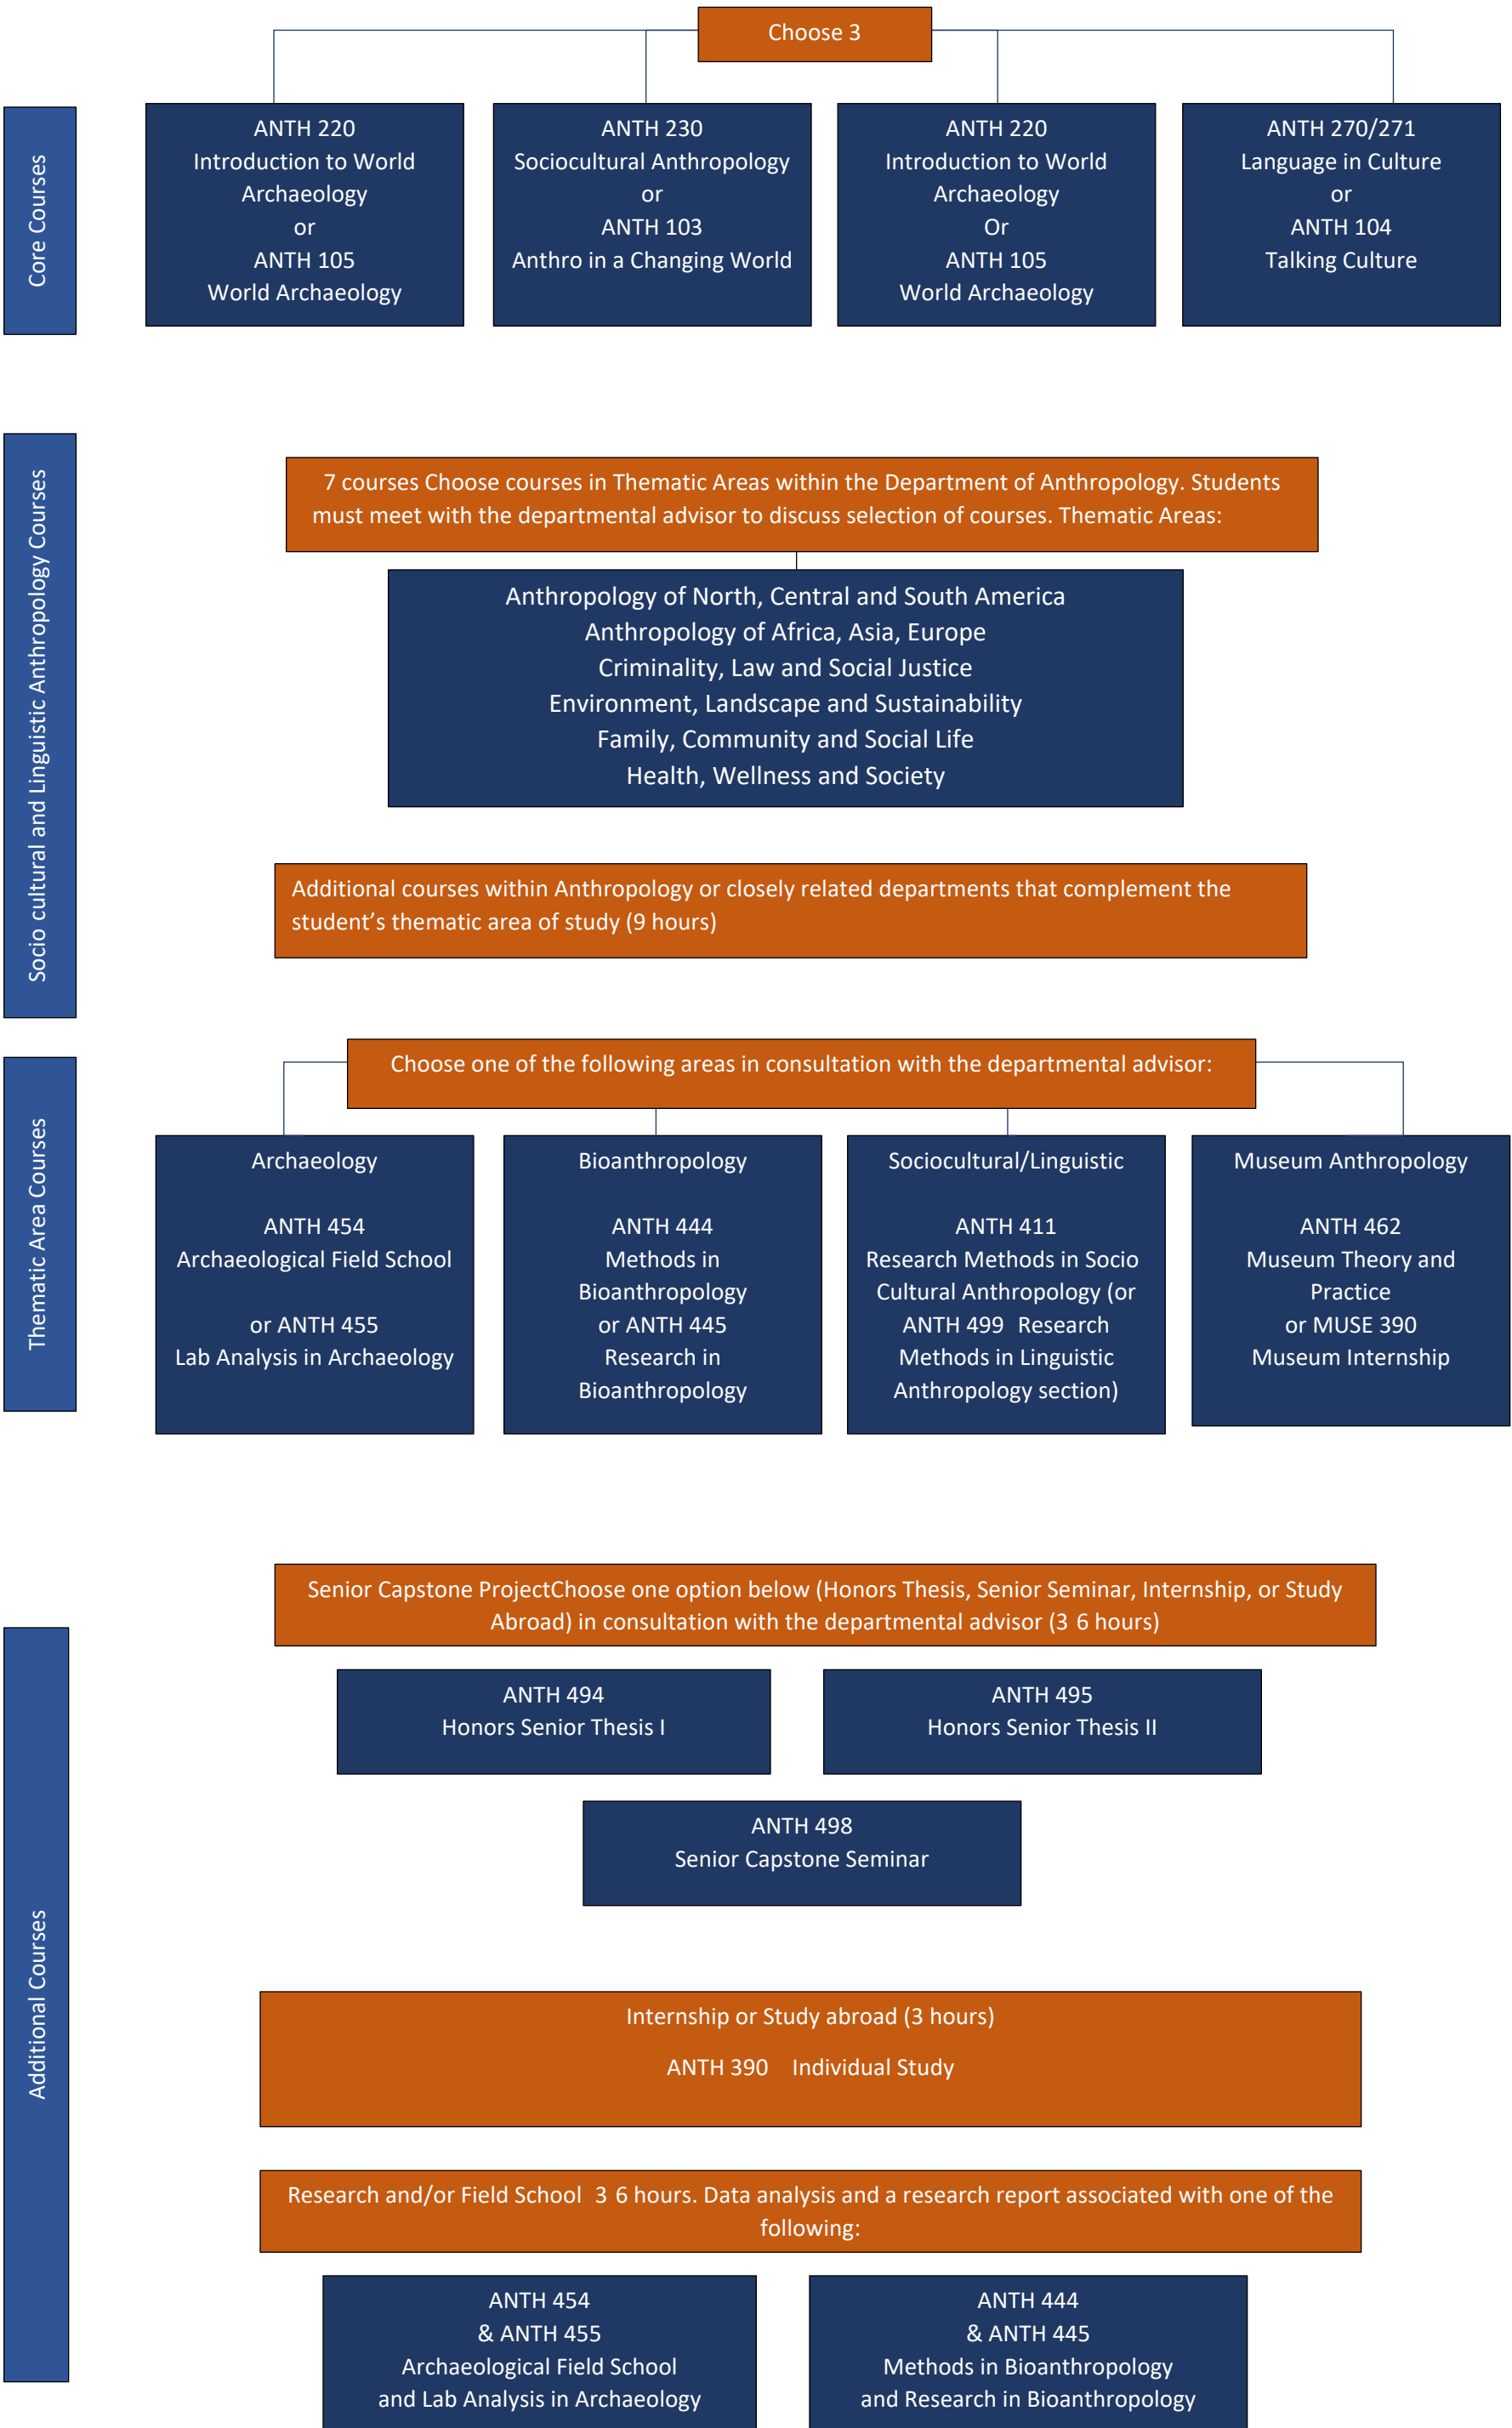 Choose 3
Core Courses
ANTH 220
Introduction to World
Archaeology
or
ANTH 105
World Archaeology
ANTH 230
Sociocultural Anthropology
or
ANTH 103
Anthro in a Changing World
ANTH 220
Introduction to World
Archaeology
Or
ANTH 105
World Archaeology
ANTH 270/271
Language in Culture
or
ANTH 104
Talking Culture
Socio cultural and Linguistic Anthropology Courses
7 courses Choose courses in Thematic Areas within the Department of Anthropology. Students
must meet with the departmental advisor to discuss selection of courses. Thematic Areas:
Anthropology of North, Central and South America
Anthropology of Africa, Asia, Europe
Criminality, Law and Social Justice
Environment, Landscape and Sustainability
Family, Community and Social Life
Health, Wellness and Society
Additional courses within Anthropology or closely related departments that complement the
student’s thematic area of study (9 hours)
Thematic Area Courses
Choose one of the following areas in consultation with the departmental advisor:
Archaeology
ANTH 454
Archaeological Field School
or ANTH 455
Lab Analysis in Archaeology
Bioanthropology
ANTH 444
Methods in
Bioanthropology
or ANTH 445
Research in
Bioanthropology
Sociocultural/Linguistic
ANTH 411
Research Methods in Socio
Cultural Anthropology (or
ANTH 499 Research
Methods in Linguistic
Anthropology section)
Museum Anthropology
ANTH 462
Museum Theory and
Practice
or MUSE 390
Museum Internship
Additional Courses
Senior Capstone ProjectChoose one option below (Honors Thesis, Senior Seminar, Internship, or Study
Abroad) in consultation with the departmental advisor (3 6 hours)
ANTH 494
Honors Senior Thesis I
ANTH 495
Honors Senior Thesis II
ANTH 498
Senior Capstone Seminar
Internship or Study abroad (3 hours)
ANTH 390 Individual Study
Research and/or Field School 3 6 hours. Data analysis and a research report associated with one of the
following:
ANTH 454
& ANTH 455
Archaeological Field School
and Lab Analysis in Archaeology
ANTH 444
& ANTH 445
Methods in Bioanthropology
and Research in Bioanthropology